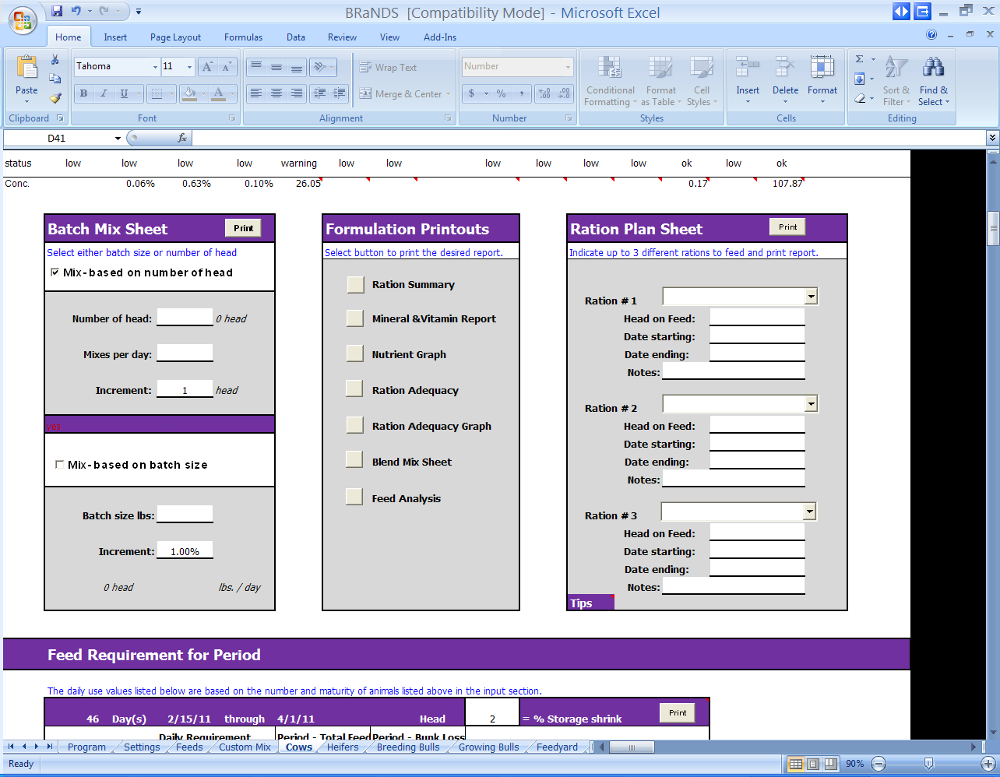 BRaNDS [Compatibility Mode] - Microsoft Excel
Home Insert Page Layout Formulas Data Review View Add-Ins
Tahoma 11 Wrap Text Number
Paste B I U A Merge & Center $ % , Conditional Formatting Format as Table Cell Styles Insert Delete Format Σ Sort & Filter Find & Select
Clipboard Font Alignment Number Styles Cells Editing
D41 fx
status low low low low warning low low low low low low ok low ok
Conc. 0.06% 0.63% 0.10% 26.05 0.17 107.87
Batch Mix Sheet Print
Select either batch size or number of head
Mix-based on number of head
Number of head: 0 head
Mixes per day:
Increment: 1 head
yes
Mix-based on batch size
Batch size lbs:
Increment: 1.00%
0 head lbs. / day
Formulation Printouts
Select button to print the desired report.
Ration Summary
Mineral &Vitamin Report
Nutrient Graph
Ration Adequacy
Ration Adequacy Graph
Blend Mix Sheet
Feed Analysis
Ration Plan Sheet Print
Indicate up to 3 different rations to feed and print report.
Ration # 1
Head on Feed:
Date starting:
Date ending:
Notes:
Ration # 2
Head on Feed:
Date starting:
Date ending:
Notes:
Ration # 3
Head on Feed:
Date starting:
Date ending:
Notes:
Tips
Feed Requirement for Period
The daily use values listed below are based on the number and maturity of animals listed above in the input section.
46 Day(s) 2/15/11 through 4/1/11 Head 2 = % Storage shrink Print
Daily Requirement Period - Total Feed Period - Bunk Loss
Program Settings Feeds Custom Mix Cows Heifers Breeding Bulls Growing Bulls Feedyard
Ready 90%